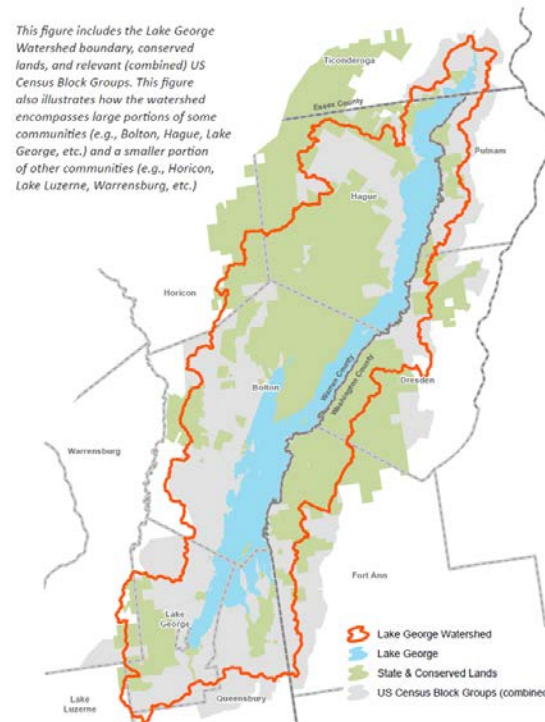 This figure includes the Lake George
Watershed boundary, conserved
lands, and relevant (combined) US
Census Block Groups. This figure
also illustrates how the watershed
encompasses large portions of some
communities (e.g., Bolton, Hague, Lake
George, etc.) and a smaller portion
of other communities (e.g., Horicon,
Lake Luzerne, Warrensburg, etc.)
Ticonderoga
Essex County
Putnam
Hague
Horicon
Warren County
Washington County
Bolton
Dresden
Warrensburg
Fort Ann
Lake
George
Lake
Luzerne
Queensbury
Lake George Watershed
Lake George
State & Conserved Lands
US Census Block Groups (combined